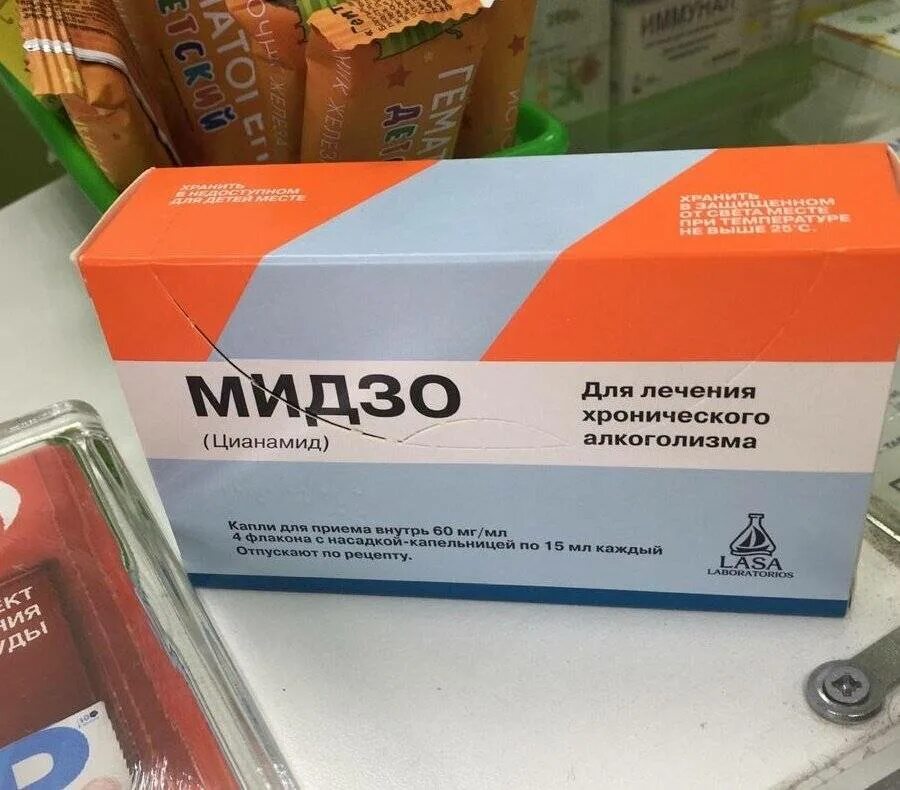 ДЕТСКИЙ
ИММУНАЛ
ХРАНИТЬ
В НЕДОСТУПНОМ
ДЛЯ ДЕТЕЙ МЕСТЕ
ХРАНИТЬ
В ЗАЩИЩЕННОМ
ОТ СВЕТА МЕСТЕ
ПРИ ТЕМПЕРАТУРЕ
НЕ ВЫШЕ 25°С.
МИДЗО
(Цианамид)
Для лечения
хронического
алкоголизма
Капли для приема внутрь 60 мг/мл
4 флакона с насадкой-капельницей по 15 мл каждый
Отпускают по рецепту.
LASA
LABORATORIOS